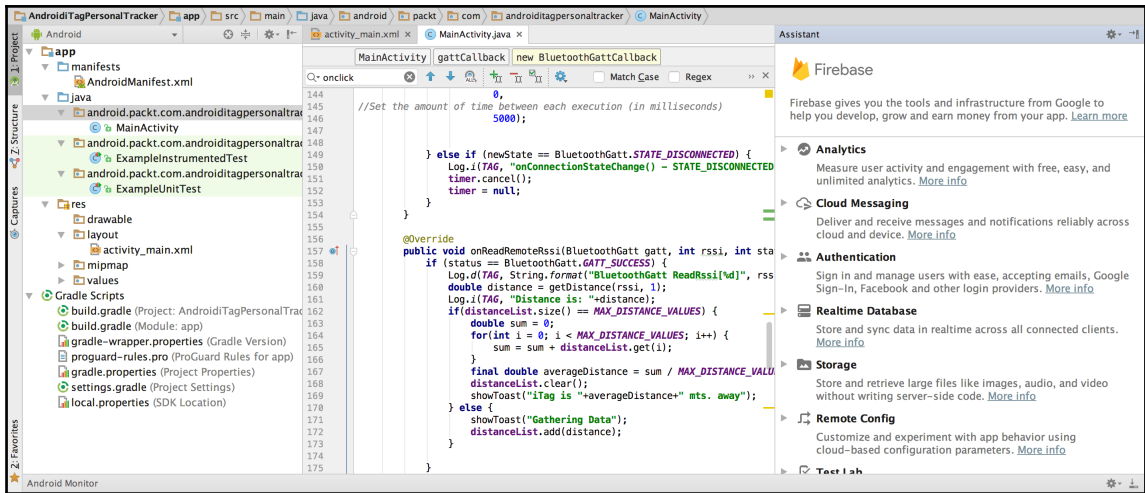 AndroidiTagPersonalTracker app src main java android packt com androiditagpersonaltracker MainActivity
1: Project
Z: Structure
Captures
2: Favorites
Android
app
manifests
AndroidManifest.xml
java
android.packt.com.androiditagpersonaltrac
MainActivity
android.packt.com.androiditagpersonaltrac
ExampleInstrumentedTest
android.packt.com.androiditagpersonaltrac
ExampleUnitTest
res
drawable
layout
activity_main.xml
mipmap
values
Gradle Scripts
build.gradle (Project: AndroidiTagPersonalTrac
build.gradle (Module: app)
gradle-wrapper.properties (Gradle Version)
proguard-rules.pro (ProGuard Rules for app)
gradle.properties (Project Properties)
settings.gradle (Project Settings)
local.properties (SDK Location)
activity_main.xml MainActivity.java
MainActivity gattCallback new BluetoothGattCallback
onclick Match Case Regex
144 0,
145 //Set the amount of time between each execution (in milliseconds)
146 5000);
147
148
149 } else if (newState == BluetoothGatt.STATE_DISCONNECTED) {
150 Log.i(TAG, "onConnectionStateChange() - STATE_DISCONNECTED
151 timer.cancel();
152 timer = null;
153 }
154 }
155
156 @Override
157 public void onReadRemoteRssi(BluetoothGatt gatt, int rssi, int sta
158 if (status == BluetoothGatt.GATT_SUCCESS) {
159 Log.d(TAG, String.format("BluetoothGatt ReadRssi[%d]", rss
160 double distance = getDistance(rssi, 1);
161 Log.i(TAG, "Distance is: "+distance);
162 if(distanceList.size() == MAX_DISTANCE_VALUES) {
163 double sum = 0;
164 for(int i = 0; i < MAX_DISTANCE_VALUES; i++) {
165 sum = sum + distanceList.get(i);
166 }
167 final double averageDistance = sum / MAX_DISTANCE_VALU
168 distanceList.clear();
169 showToast("iTag is "+averageDistance+" mts. away");
170 } else {
171 showToast("Gathering Data");
172 distanceList.add(distance);
173 }
174
175 }
Assistant
Firebase
Firebase gives you the tools and infrastructure from Google to
help you develop, grow and earn money from your app. Learn more
Analytics
Measure user activity and engagement with free, easy, and
unlimited analytics. More info
Cloud Messaging
Deliver and receive messages and notifications reliably across
cloud and device. More info
Authentication
Sign in and manage users with ease, accepting emails, Google
Sign-In, Facebook and other login providers. More info
Realtime Database
Store and sync data in realtime across all connected clients.
More info
Storage
Store and retrieve large files like images, audio, and video
without writing server-side code. More info
Remote Config
Customize and experiment with app behavior using
cloud-based configuration parameters. More info
Test Lab
Android Monitor